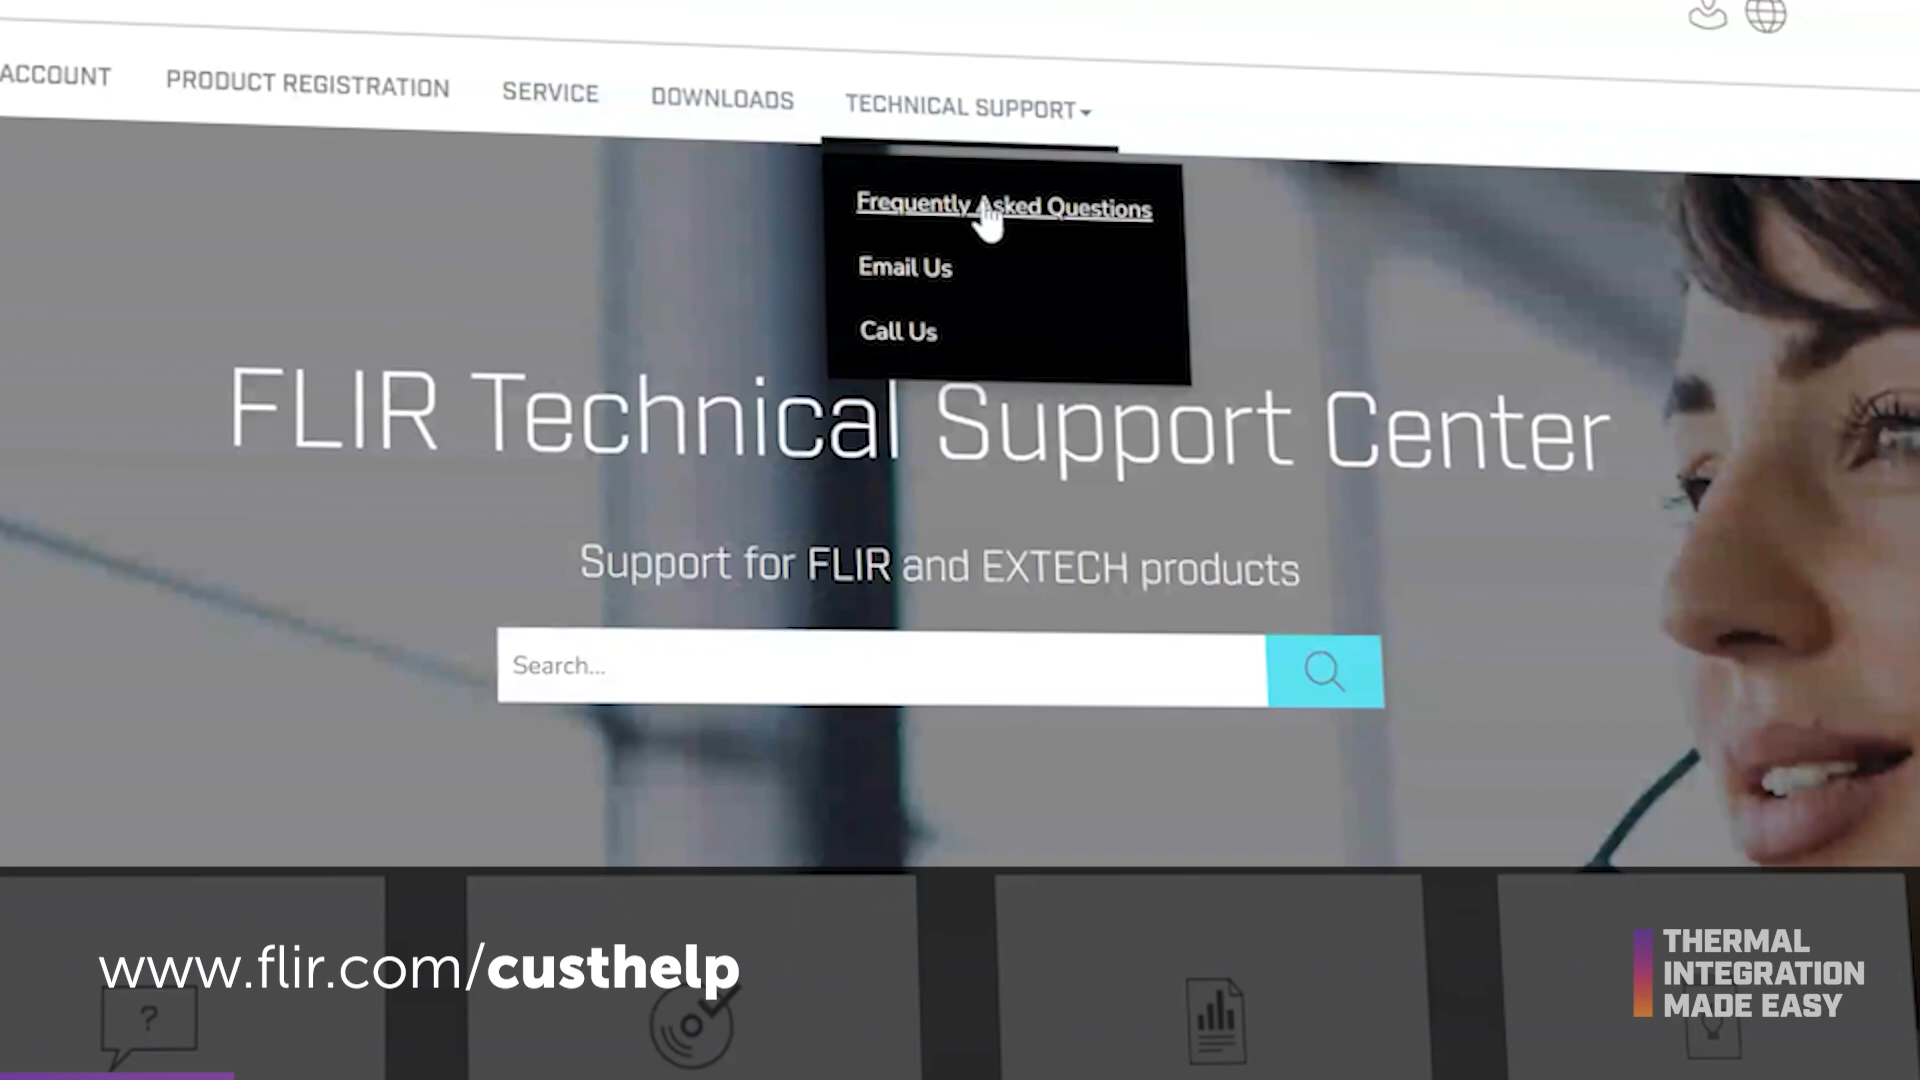 ACCOUNT
PRODUCT REGISTRATION
SERVICE
DOWNLOADS
TECHNICAL SUPPORT
Frequently Asked Questions
Email Us
Call Us
FLIR Technical Support Center
Support for FLIR and EXTECH products
Search...
www.flir.com/custhelp
?
THERMAL
INTEGRATION
MADE EASY